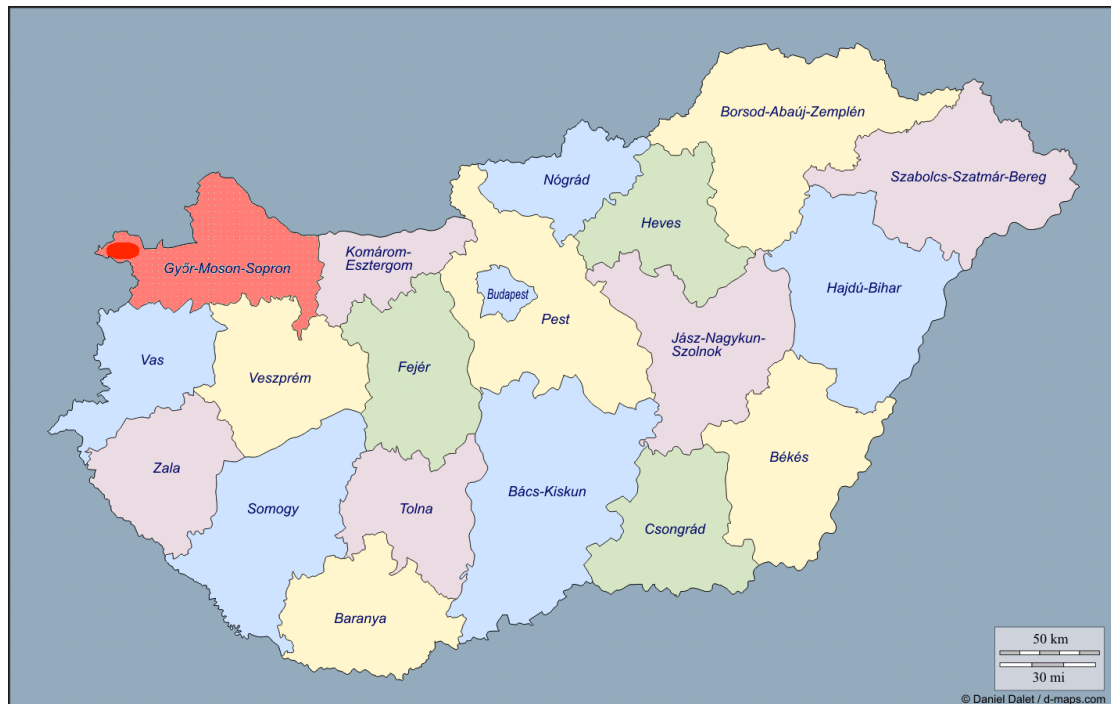 Borsod-Abaúj-Zemplén
Szabolcs-Szatmár-Bereg
Nógrád
Heves
Komárom-
Esztergom
Győr-Moson-Sopron
Hajdú-Bihar
Budapest
Pest
Jász-Nagykun-
Szolnok
Vas
Veszprém
Fejér
Zala
Békés
Somogy
Tolna
Bács-Kiskun
Csongrád
Baranya
50 km
30 mi
© Daniel Dalet / d-maps.com